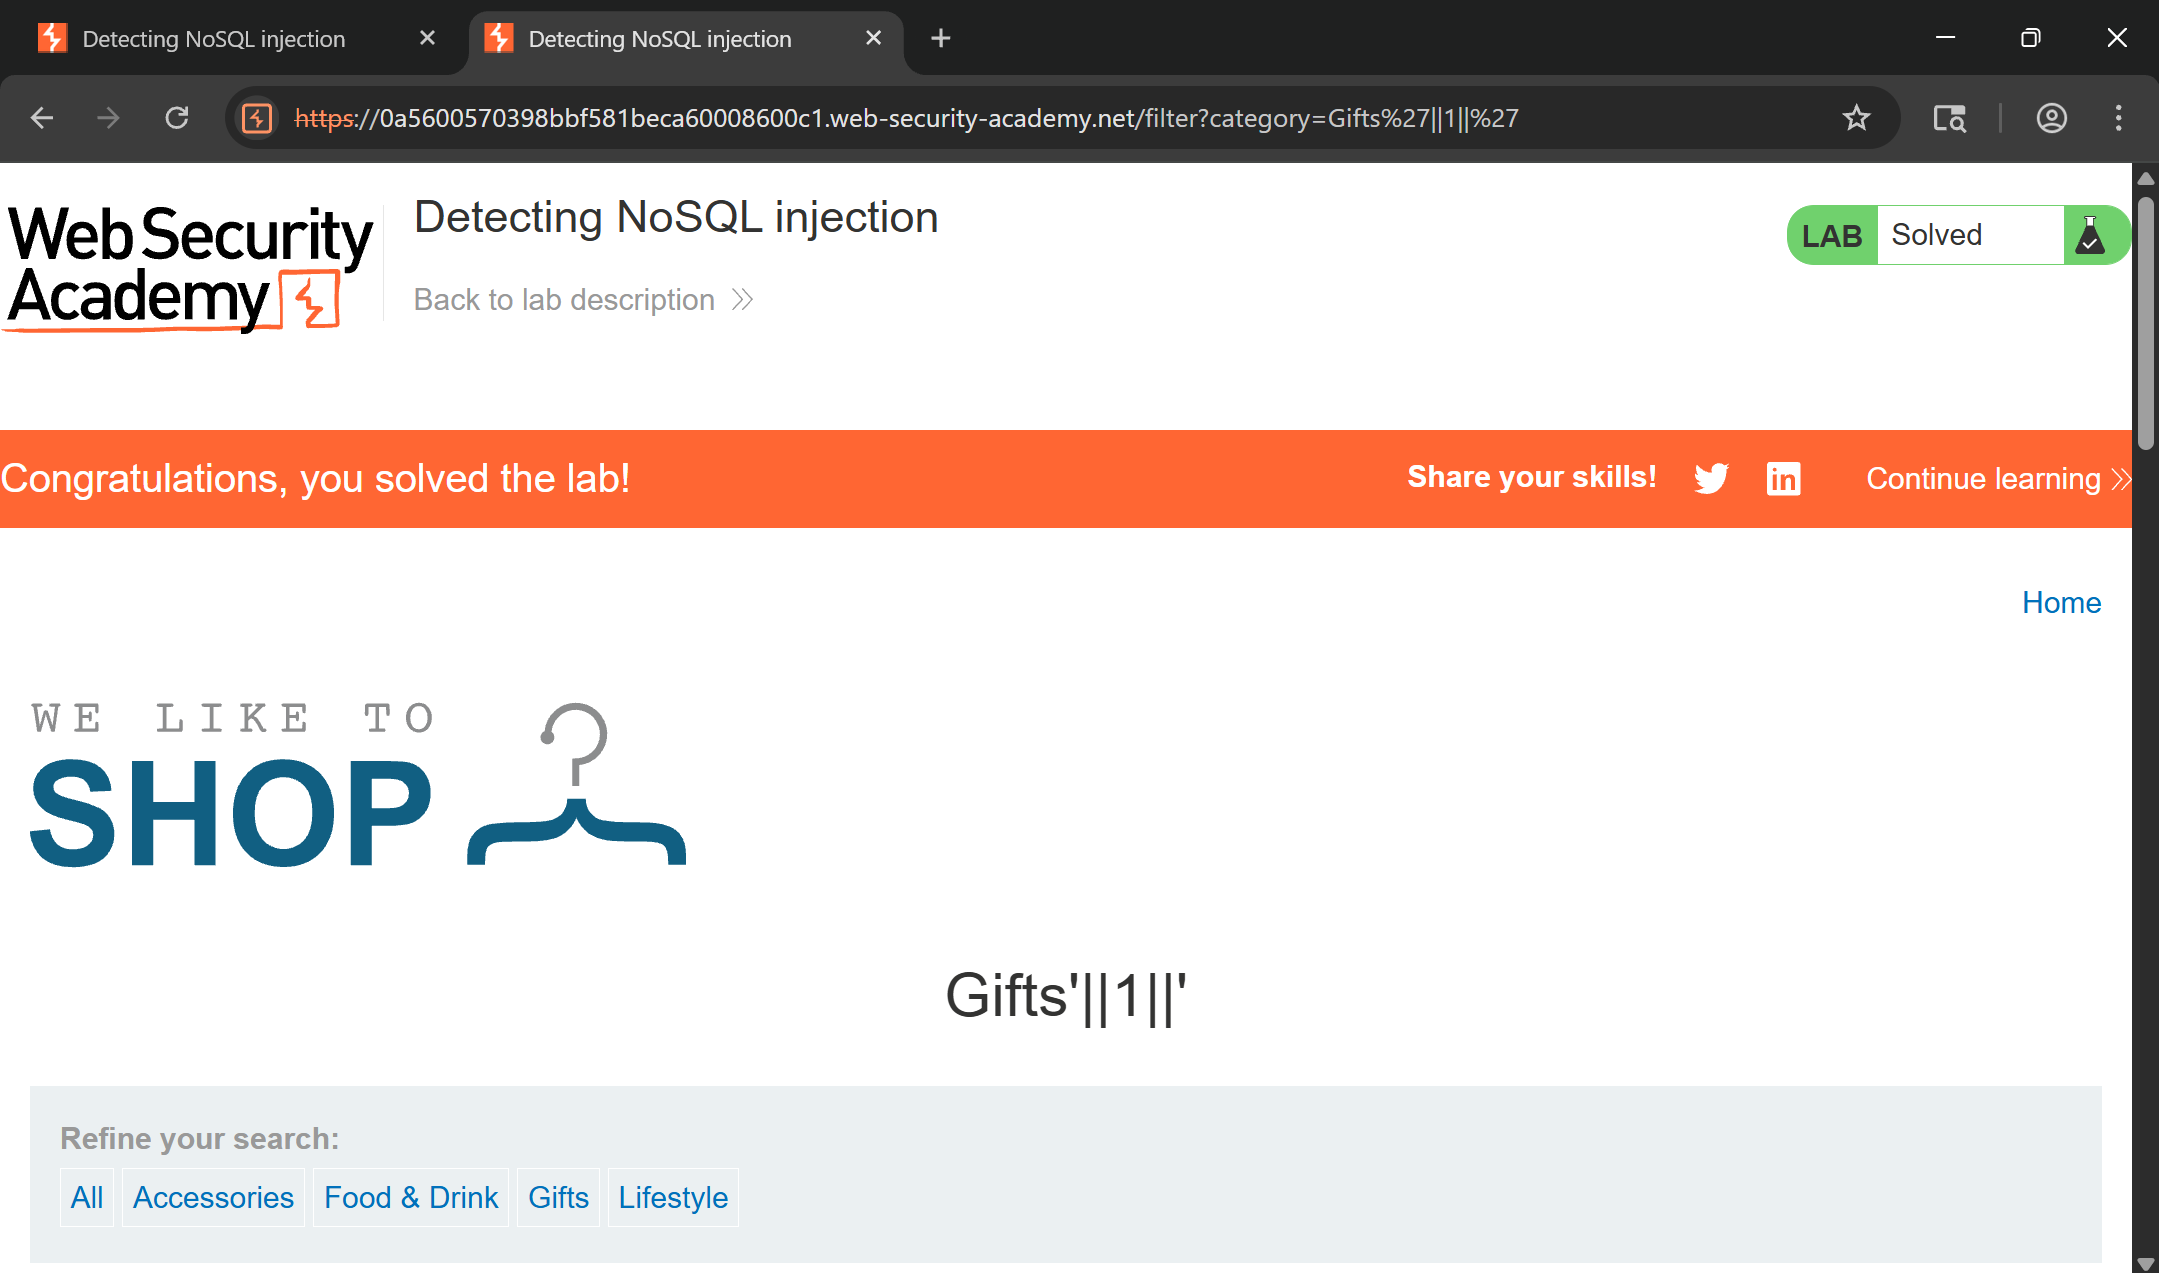 Detecting NoSQL injection
Detecting NoSQL injection
https://0a5600570398bbf581beca60008600c1.web-security-academy.net/filter?category=Gifts%27||1||%27
Web Security
Academy
Detecting NoSQL injection
Back to lab description
LAB Solved
Congratulations, you solved the lab!
Share your skills!
in
Continue learning
Home
WE LIKE TO
SHOP
Gifts'||1||'
Refine your search:
All Accessories Food & Drink Gifts Lifestyle